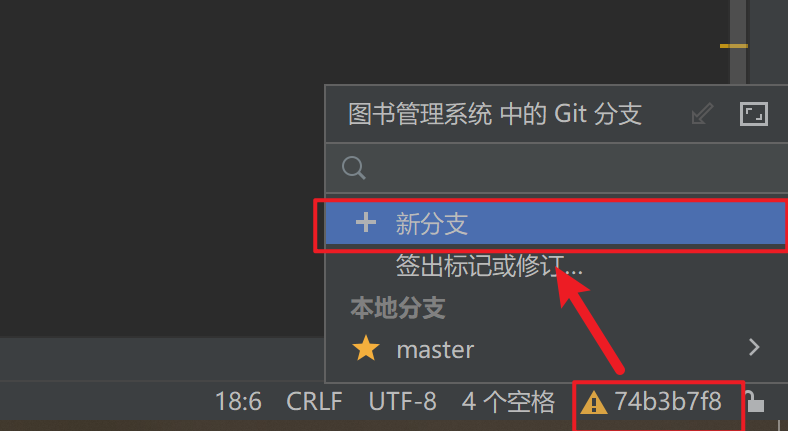 图书管理系统 中的 Git 分支
新分支
签出标记或修订...
本地分支
master
18:6 CRLF UTF-8 4 个空格 74b3b7f8